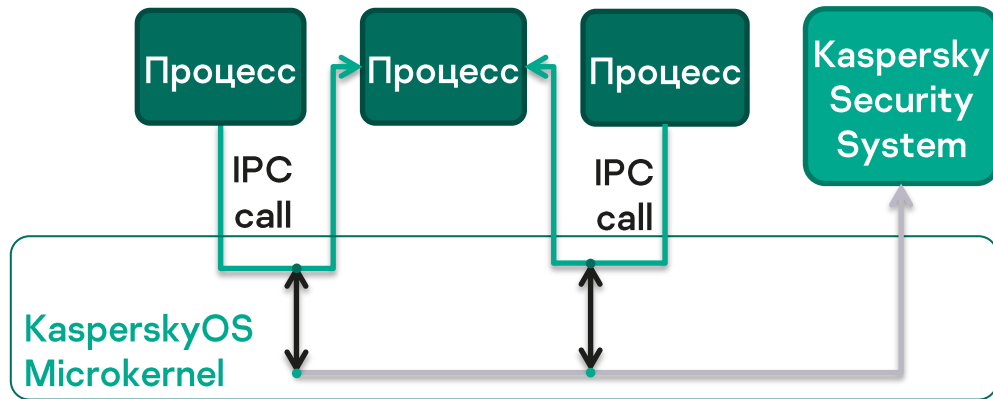 Процесс
Процесс
Процесс
Kaspersky
Security
System
IPC
call
IPC
call
KasperskyOS
Microkernel